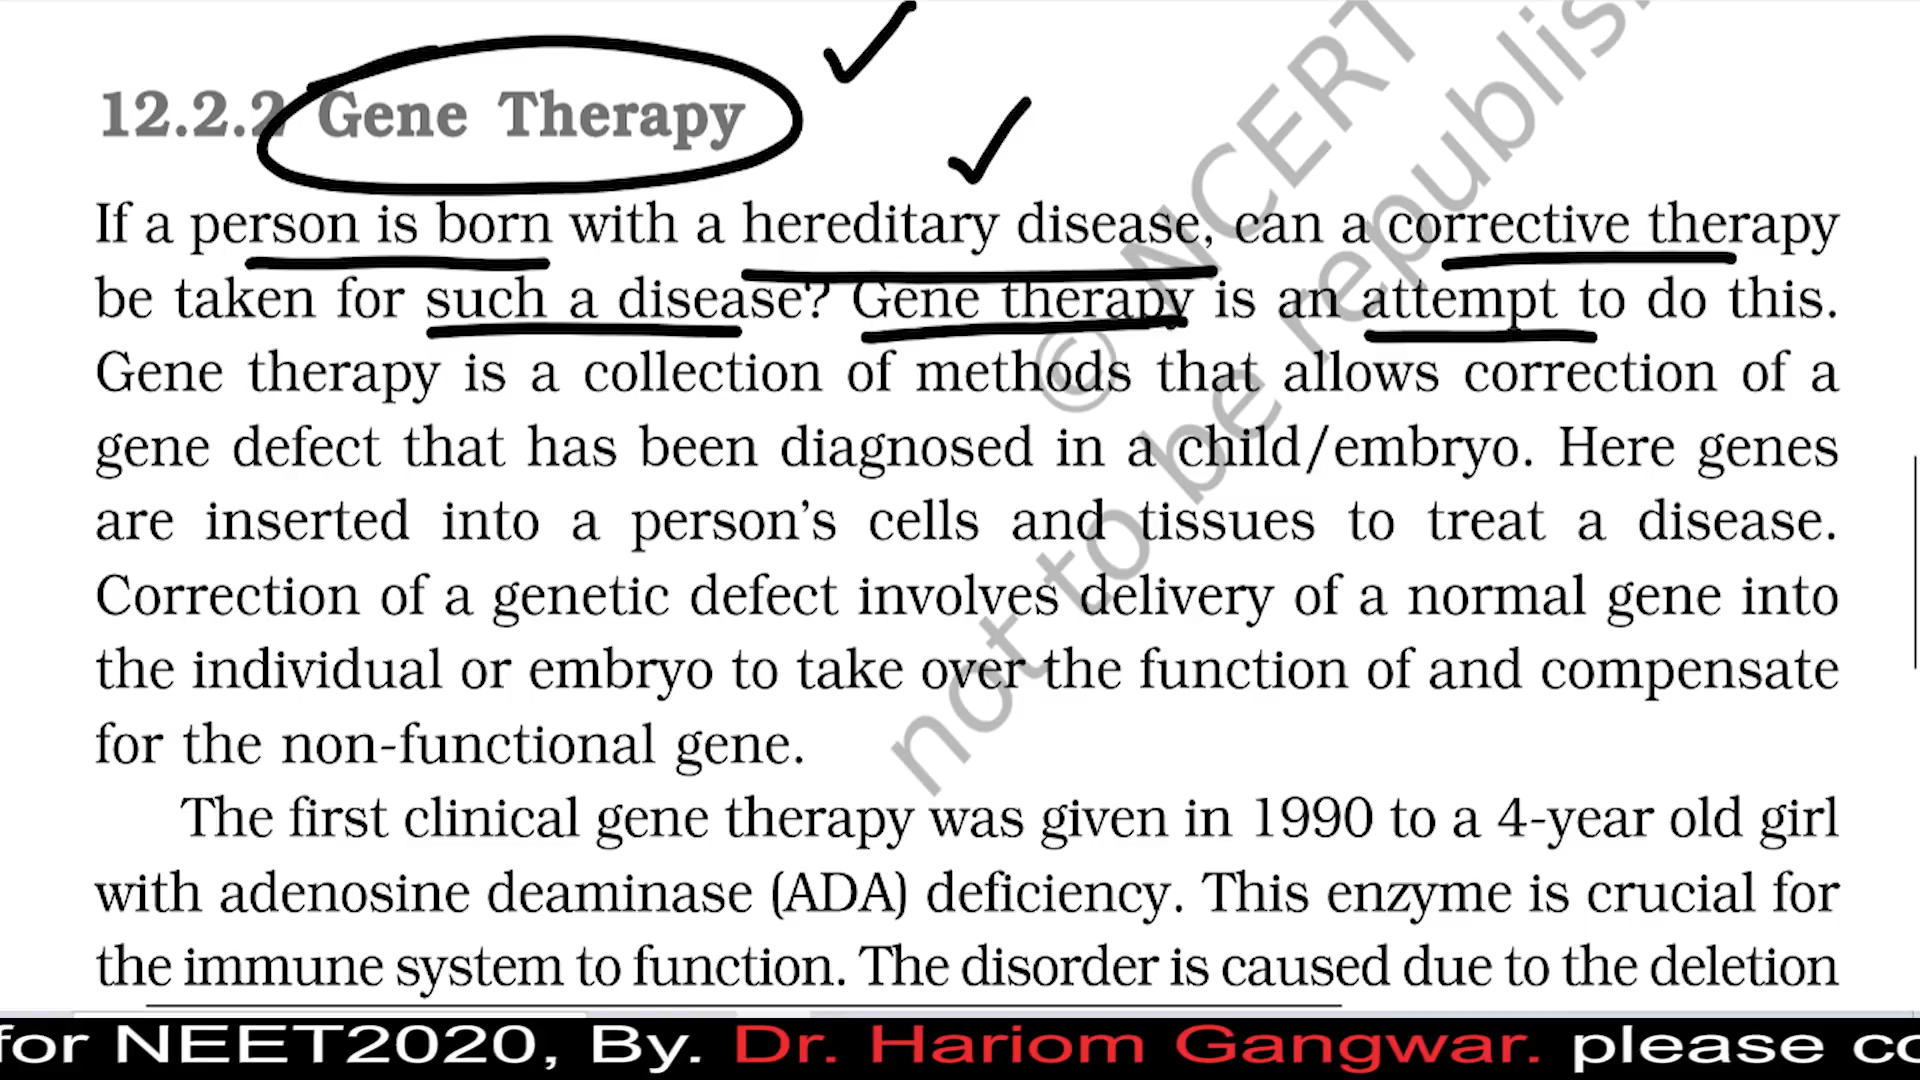 12.2.2 Gene Therapy
If a person is born with a hereditary disease, can a corrective therapy
be taken for such a disease? Gene therapy is an attempt to do this.
Gene therapy is a collection of methods that allows correction of a
gene defect that has been diagnosed in a child/embryo. Here genes
are inserted into a person’s cells and tissues to treat a disease.
Correction of a genetic defect involves delivery of a normal gene into
the individual or embryo to take over the function of and compensate
for the non-functional gene.
The first clinical gene therapy was given in 1990 to a 4-year old girl
with adenosine deaminase (ADA) deficiency. This enzyme is crucial for
the immune system to function. The disorder is caused due to the deletion
© NCERT
not to be republis
for NEET2020, By. Dr. Hariom Gangwar. please co